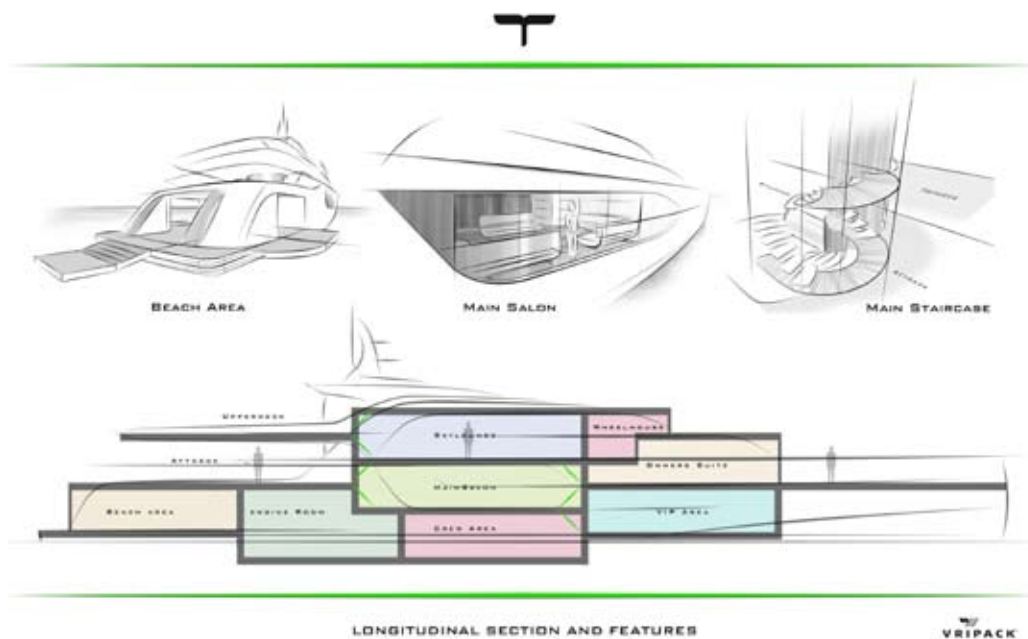 Beach Area
Main Salon
Main Staircase
Upperdeck
Skylounge
Wheelhouse
Aftdeck
Owners Suite
MainSalon
Beach area
Engine Room
Crew Area
VIP area
LONGITUDINAL SECTION AND FEATURES
VRIPACK